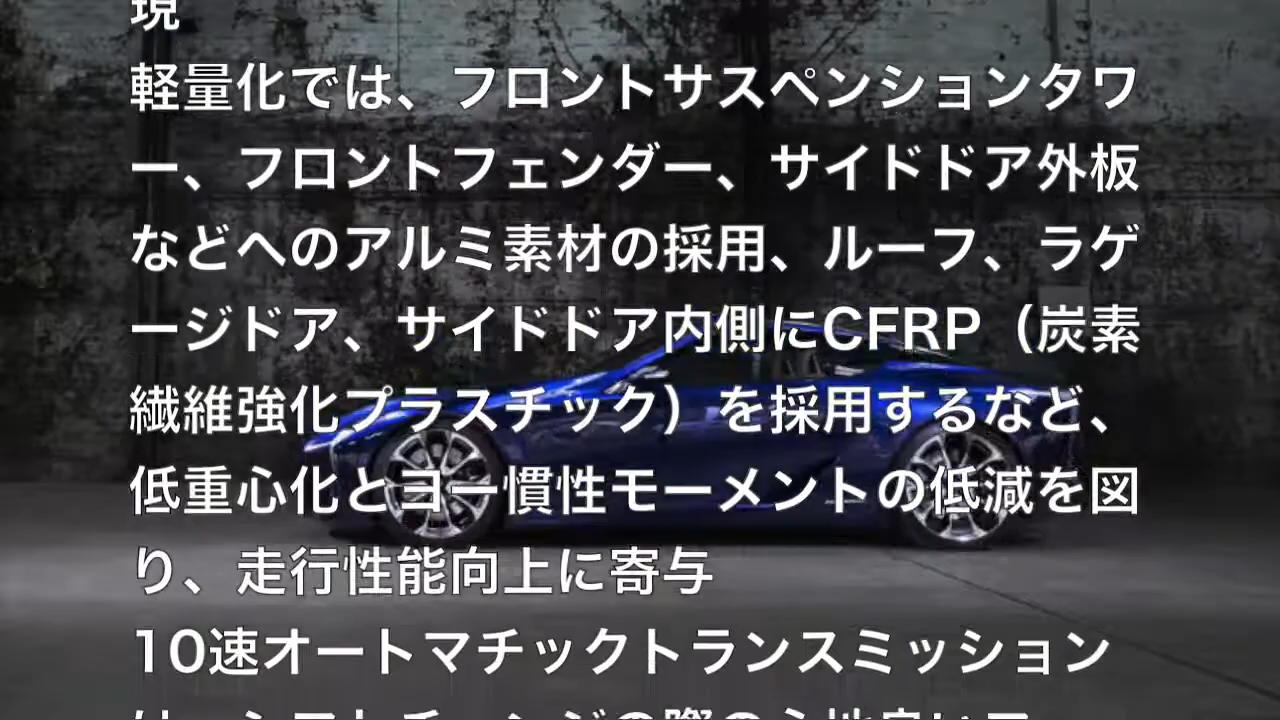 現
軽量化では、フロントサスペンションタワ
ー、フロントフェンダー、サイドドア外板
などへのアルミ素材の採用、ルーフ、ラゲ
ージドア、サイドドア内側にCFRP（炭素
繊維強化プラスチック）を採用するなど、
低重心化とヨー慣性モーメントの低減を図
り、走行性能向上に寄与
10速オートマチックトランスミッション